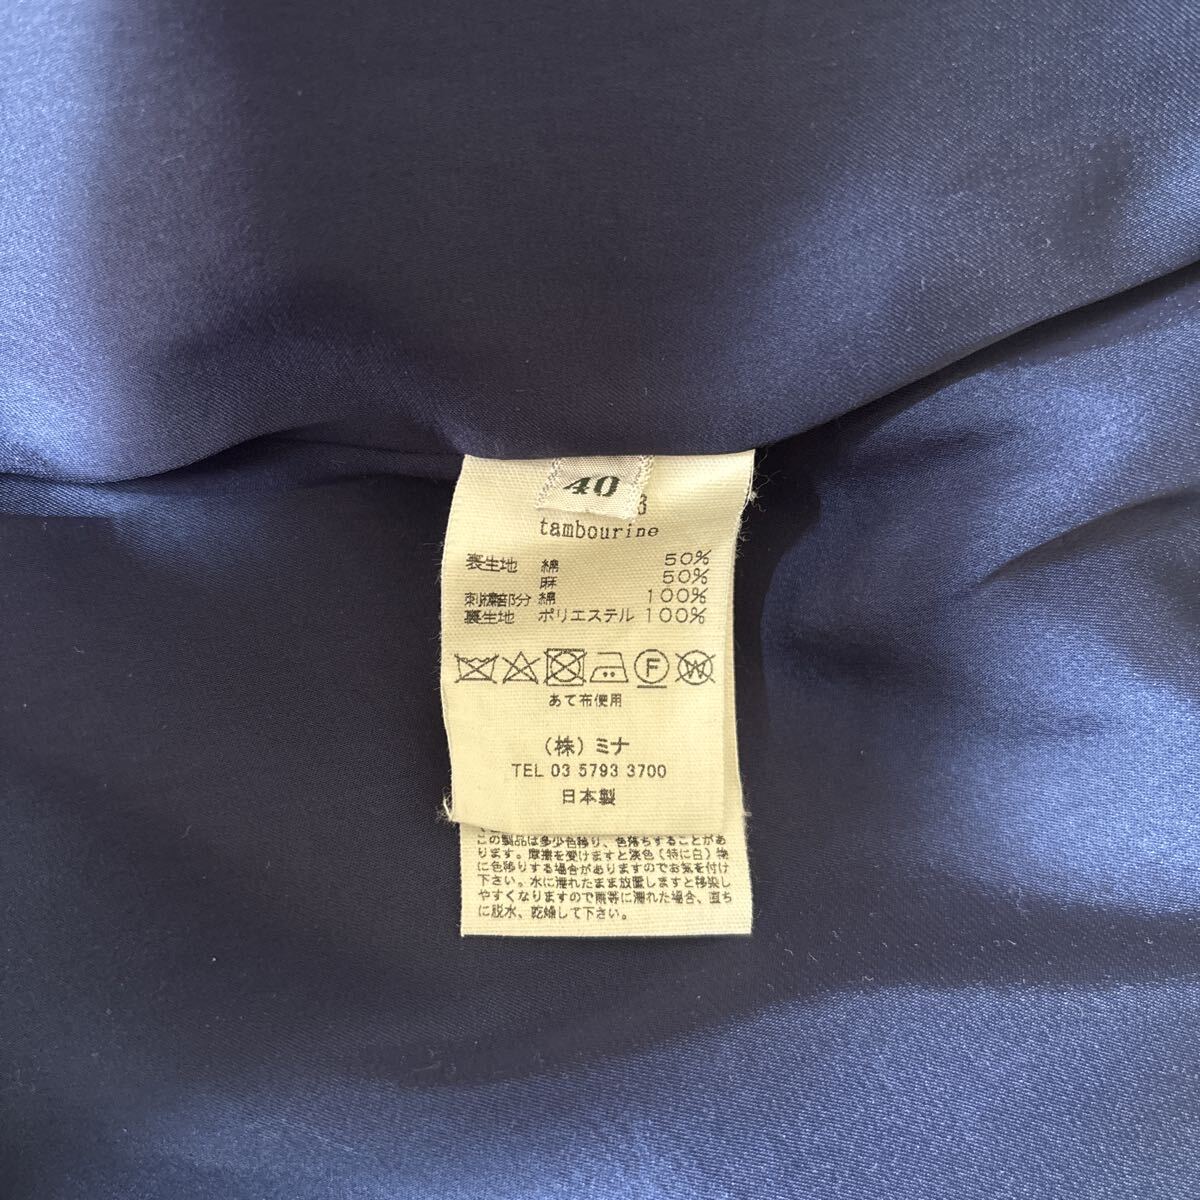 40
3
tambourine
表生地 綿 50%
麻 50%
刺繍部分 綿 100%
裏生地 ポリエステル 100%
F W
あて布使用
(株)ミナ
TEL 03 5793 3700
日本製
この製品は多少色移り、色落ちすることがあ
ります。摩擦を受けますと淡色(特に白)物
に色移りする場合がありますのでお気を付け
下さい。水に濡れたまま放置しますと移染し
やすくなりますので雨等に濡れた場合、直ち
に脱水、乾燥して下さい。